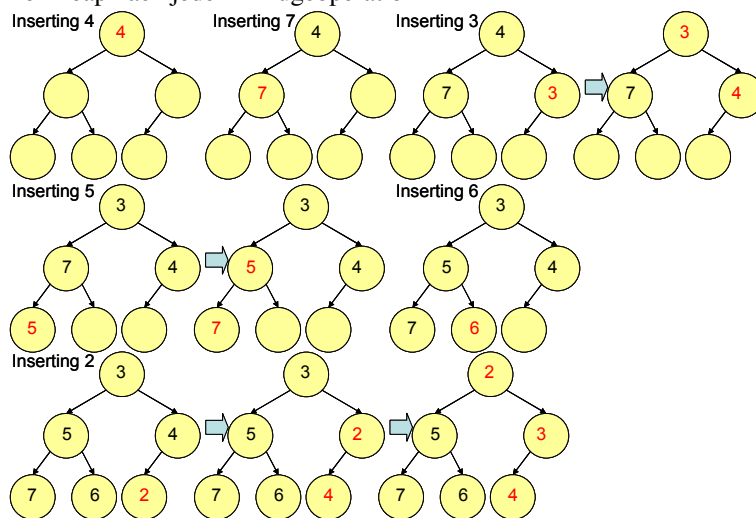 Inserting 4
4
Inserting 7
4
7
Inserting 3
4
7 3
3
7 4
Inserting 5
3
7 4
5
3
5 4
7
Inserting 6
3
5 4
7 6
Inserting 2
3
5 4
7 6 2
3
5 2
7 6 4
2
5 3
7 6 4